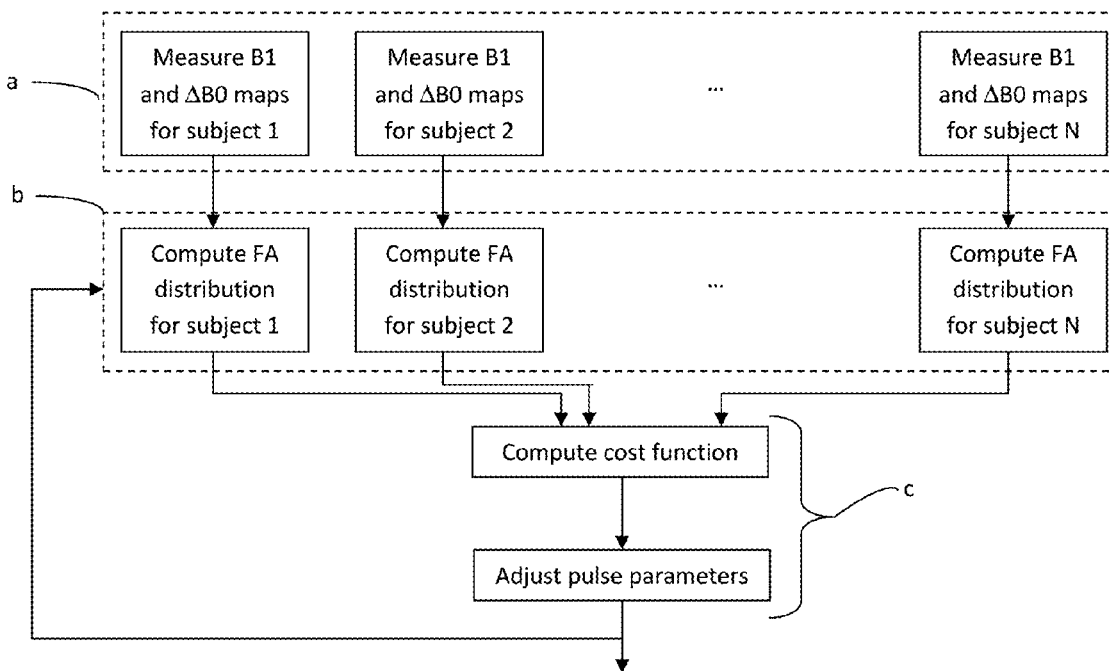 a
Measure B1
and ΔB0 maps
for subject 1
Measure B1
and ΔB0 maps
for subject 2
...
Measure B1
and ΔB0 maps
for subject N
b
Compute FA
distribution
for subject 1
Compute FA
distribution
for subject 2
...
Compute FA
distribution
for subject N
Compute cost function
c
Adjust pulse parameters